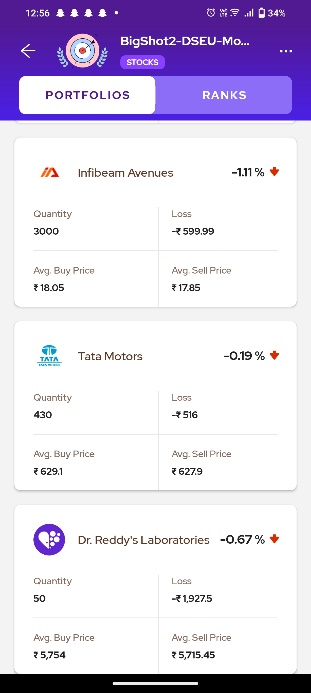 12:56
34%
BigShot2-DSEU-Mo...
STOCKS
PORTFOLIOS
RANKS
Infibeam Avenues
-1.11 %
Quantity
Loss
3000
-₹ 599.99
Avg. Buy Price
Avg. Sell Price
₹ 18.05
₹ 17.85
TATA
TATA MOTORS
Tata Motors
-0.19 %
Quantity
Loss
430
-₹ 516
Avg. Buy Price
Avg. Sell Price
₹ 629.1
₹ 627.9
Dr. Reddy's Laboratories
-0.67 %
Quantity
Loss
50
-₹ 1,927.5
Avg. Buy Price
Avg. Sell Price
₹ 5,754
₹ 5,715.45